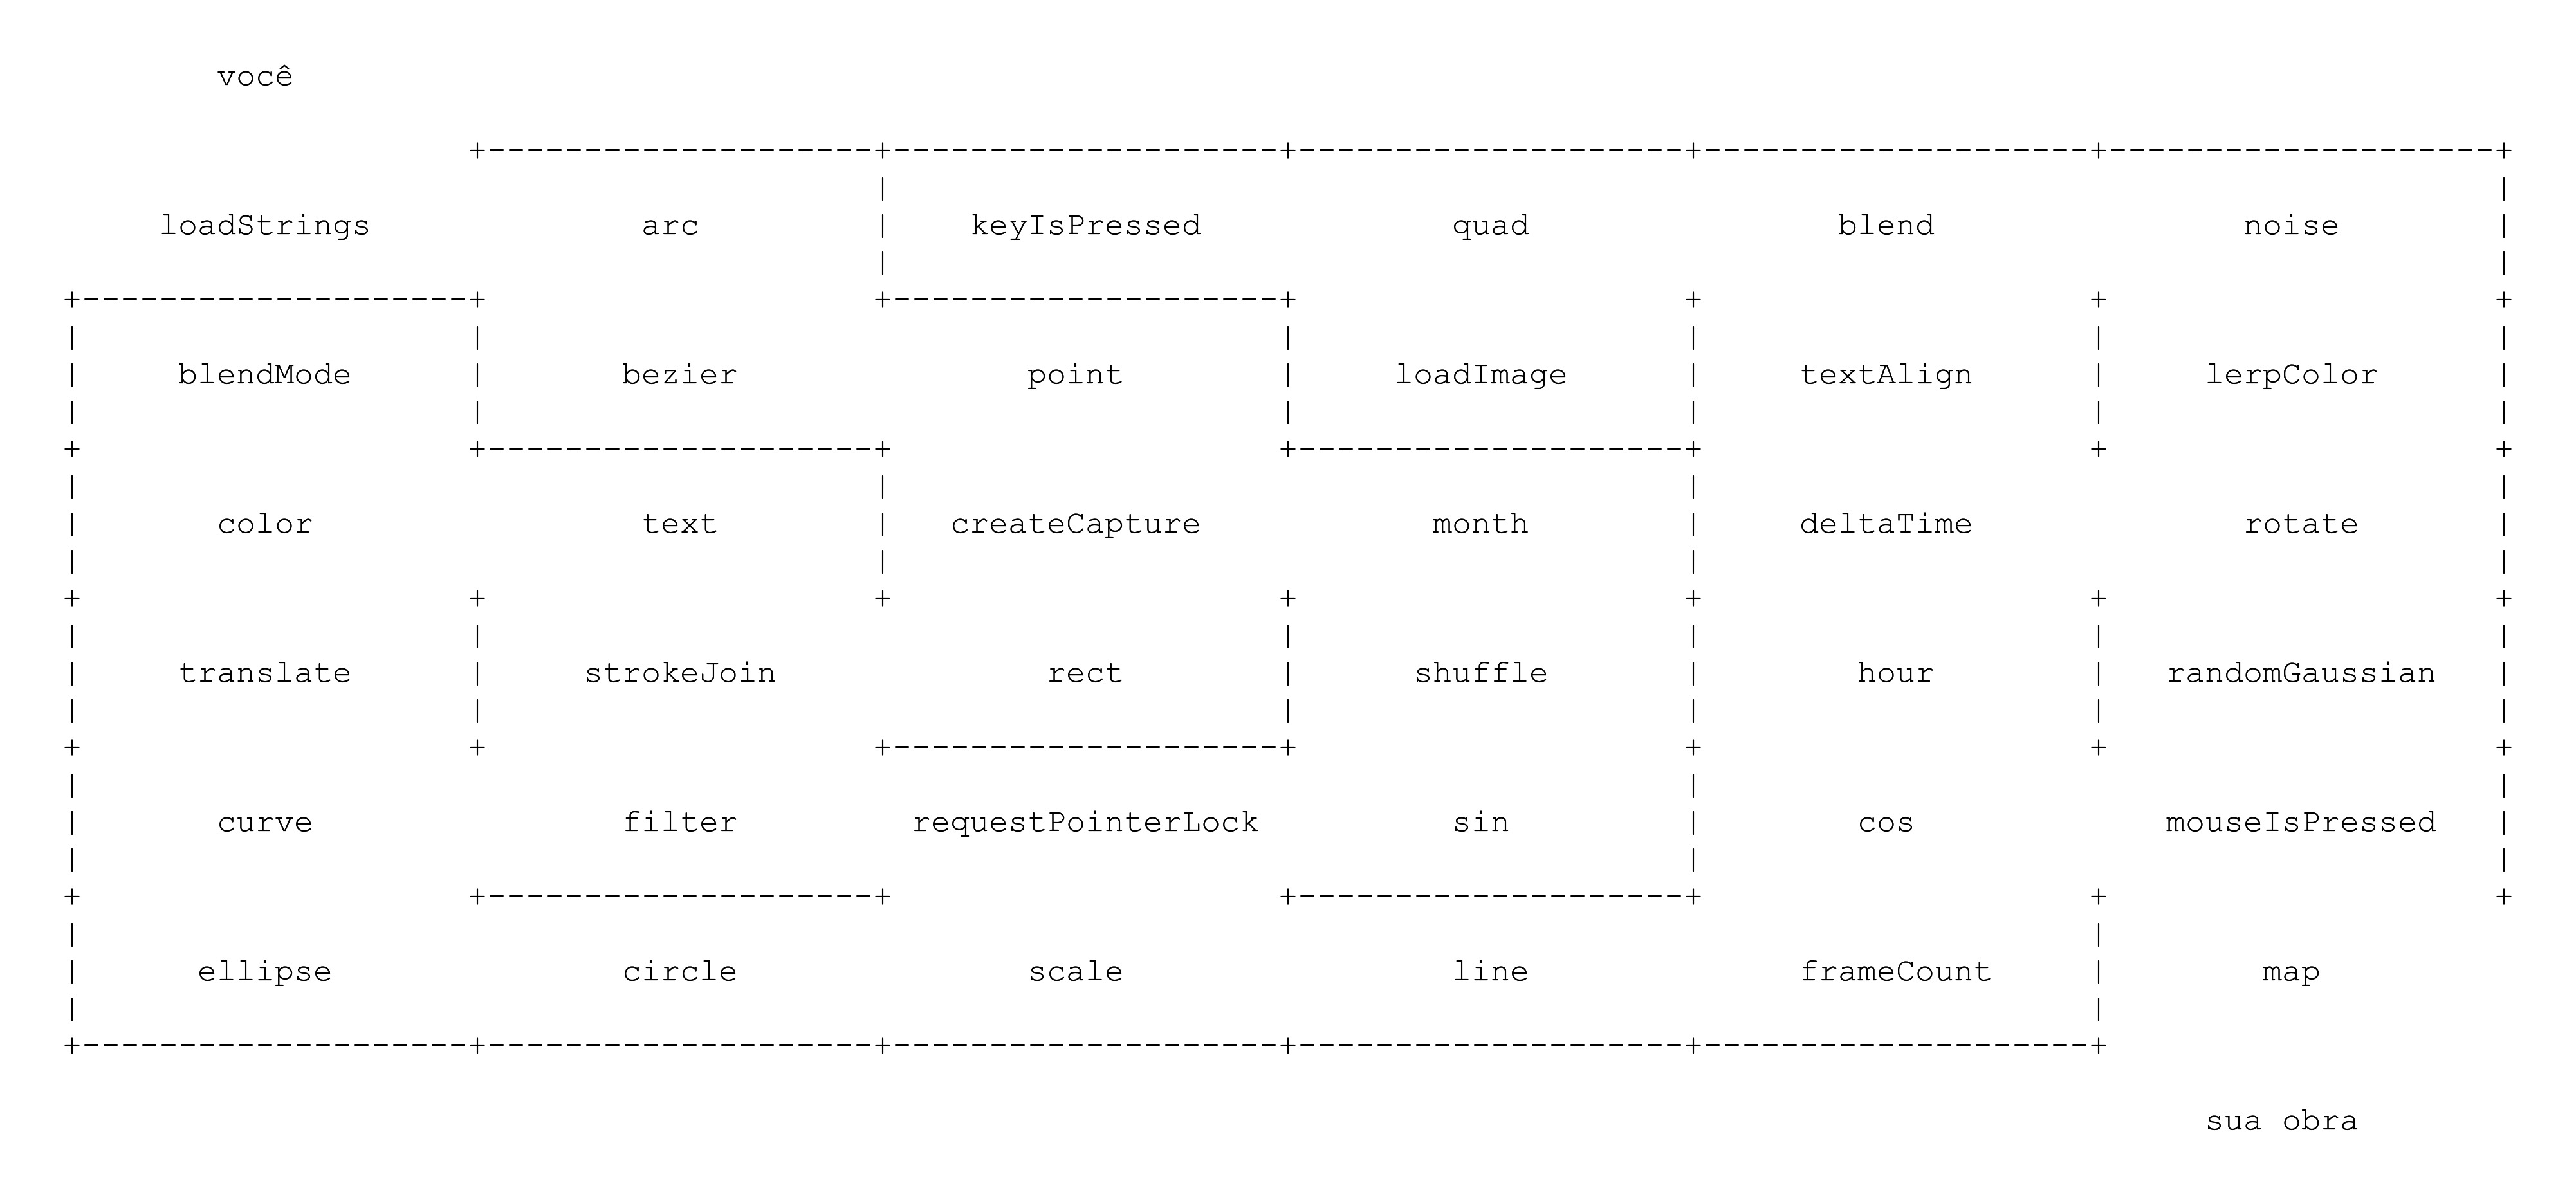 você
loadStrings arc keyIsPressed quad blend noise
blendMode bezier point loadImage textAlign lerpColor
color text createCapture month deltaTime rotate
translate strokeJoin rect shuffle hour randomGaussian
curve filter requestPointerLock sin cos mouseIsPressed
ellipse circle scale line frameCount map
sua obra